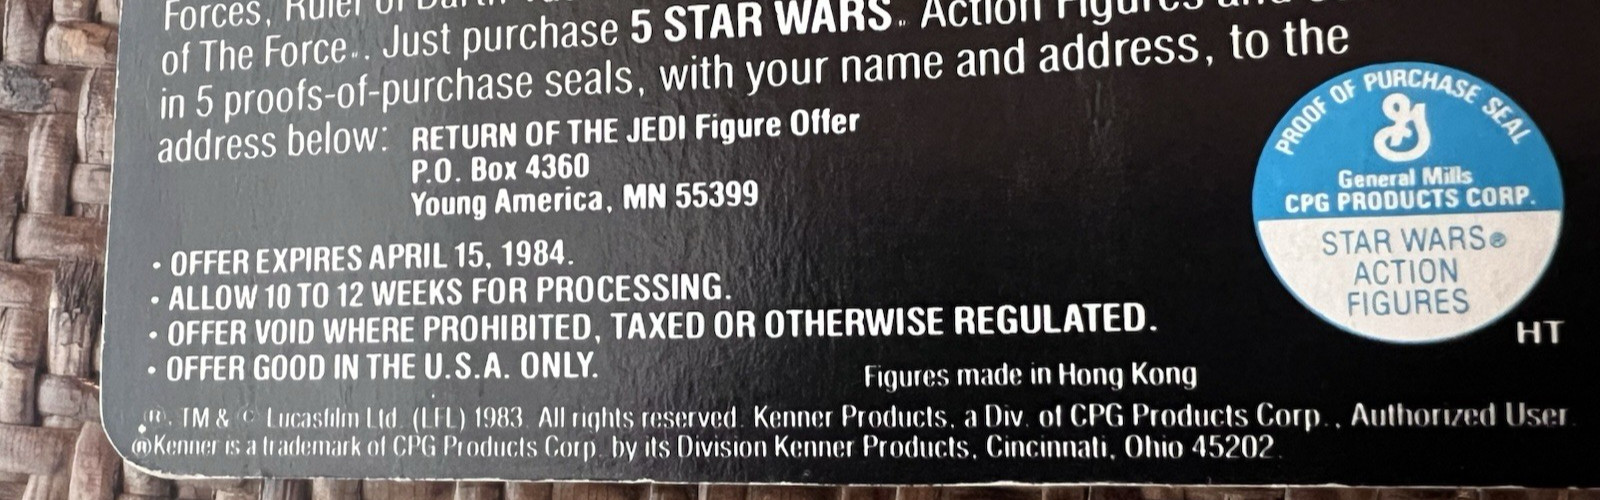 Forces, Ruler of
of The Force.. Just purchase 5 STAR WARS. Action Figures and
in 5 proofs-of-purchase seals, with your name and address, to the
address below: RETURN OF THE JEDI Figure Offer
P.O. Box 4360
Young America, MN 55399
• OFFER EXPIRES APRIL 15, 1984.
• ALLOW 10 TO 12 WEEKS FOR PROCESSING.
• OFFER VOID WHERE PROHIBITED, TAXED OR OTHERWISE REGULATED.
• OFFER GOOD IN THE U.S.A. ONLY.
PROOF OF PURCHASE SEAL
G
General Mills
CPG PRODUCTS CORP.
STAR WARS®
ACTION
FIGURES
HT
Figures made in Hong Kong
®, TM & © Lucasfilm Ltd. (LFL) 1983. All rights reserved. Kenner Products, a Div. of CPG Products Corp., Authorized User.
®Kenner is a trademark of CPG Products Corp. by its Division Kenner Products, Cincinnati, Ohio 45202.